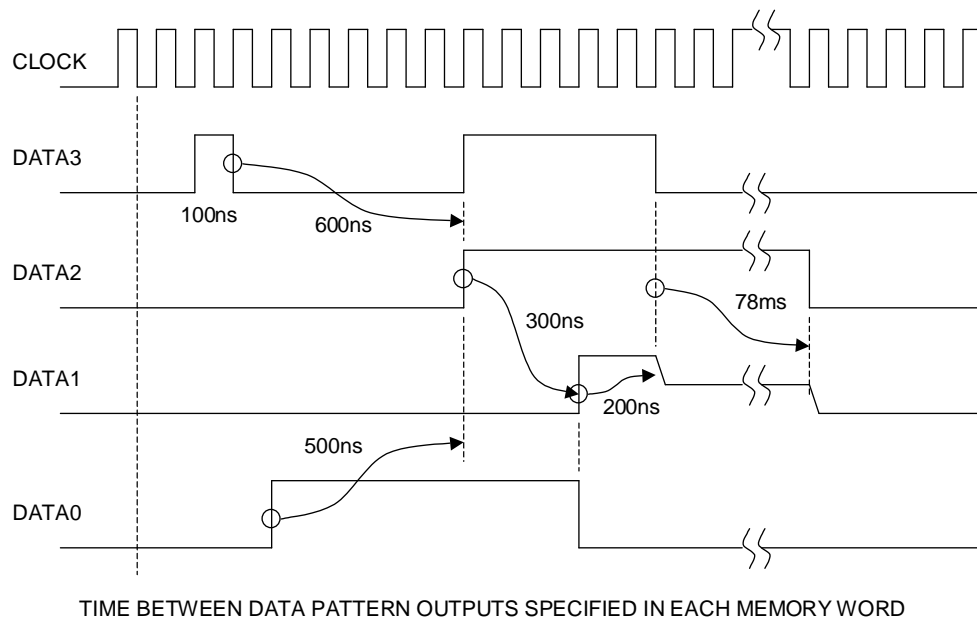 CLOCK
DATA3
100ns
600ns
DATA2
300ns
78ms
DATA1
200ns
500ns
DATA0
TIME BETWEEN DATA PATTERN OUTPUTS SPECIFIED IN EACH MEMORY WORD